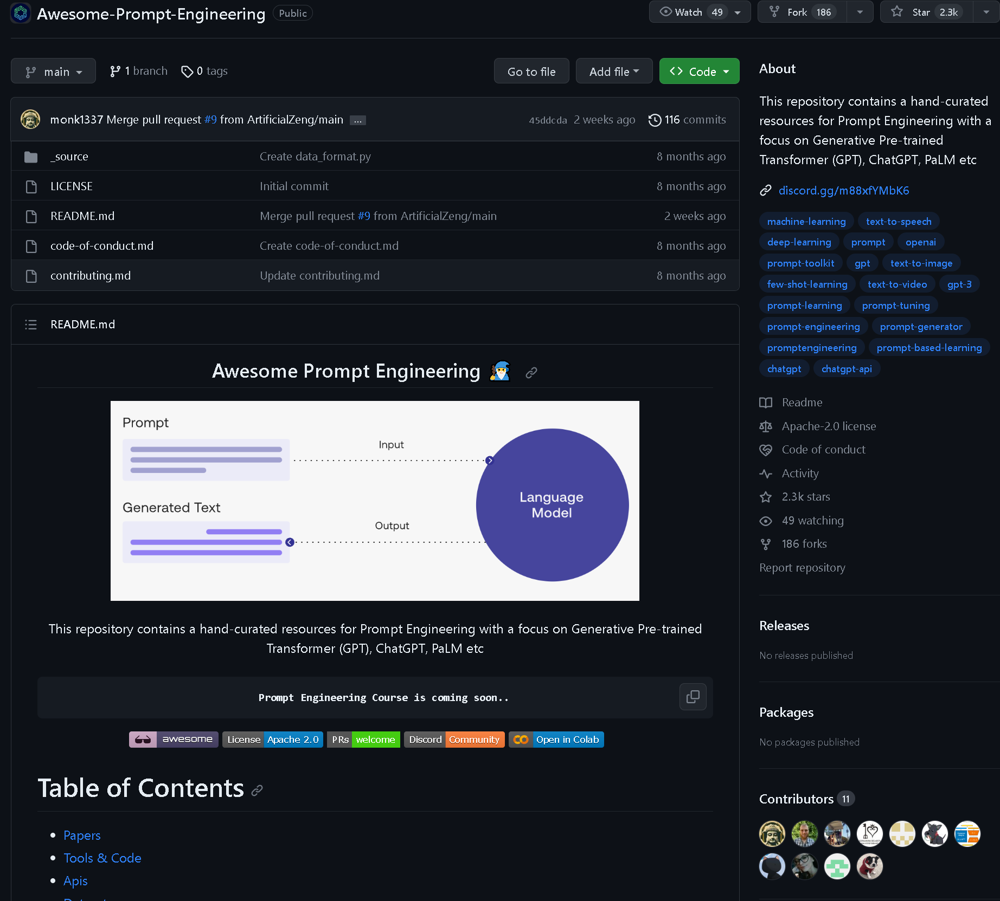 Awesome-Prompt-Engineering Public
Watch 49 Fork 186 Star 2.3k
main 1 branch 0 tags Go to file Add file Code
monk1337 Merge pull request #9 from ArtificialZeng/main ... 45ddcda 2 weeks ago 116 commits
_source Create data_format.py 8 months ago
LICENSE Initial commit 8 months ago
README.md Merge pull request #9 from ArtificialZeng/main 2 weeks ago
code-of-conduct.md Create code-of-conduct.md 8 months ago
contributing.md Update contributing.md 8 months ago
README.md
Awesome Prompt Engineering
Prompt
Input
Language
Model
Generated Text
Output
This repository contains a hand-curated resources for Prompt Engineering with a focus on Generative Pre-trained
Transformer (GPT), ChatGPT, PaLM etc
Prompt Engineering Course is coming soon..
awesome License Apache 2.0 PRs welcome Discord Community Open in Colab
Table of Contents
Papers
Tools & Code
Apis
About
This repository contains a hand-curated
resources for Prompt Engineering with a
focus on Generative Pre-trained
Transformer (GPT), ChatGPT, PaLM etc
discord.gg/m88xfYMbK6
machine-learning text-to-speech
deep-learning prompt openai
prompt-toolkit gpt text-to-image
few-shot-learning text-to-video gpt-3
prompt-learning prompt-tuning
prompt-engineering prompt-generator
promptengineering prompt-based-learning
chatgpt chatgpt-api
Readme
Apache-2.0 license
Code of conduct
Activity
2.3k stars
49 watching
186 forks
Report repository
Releases
No releases published
Packages
No packages published
Contributors 11